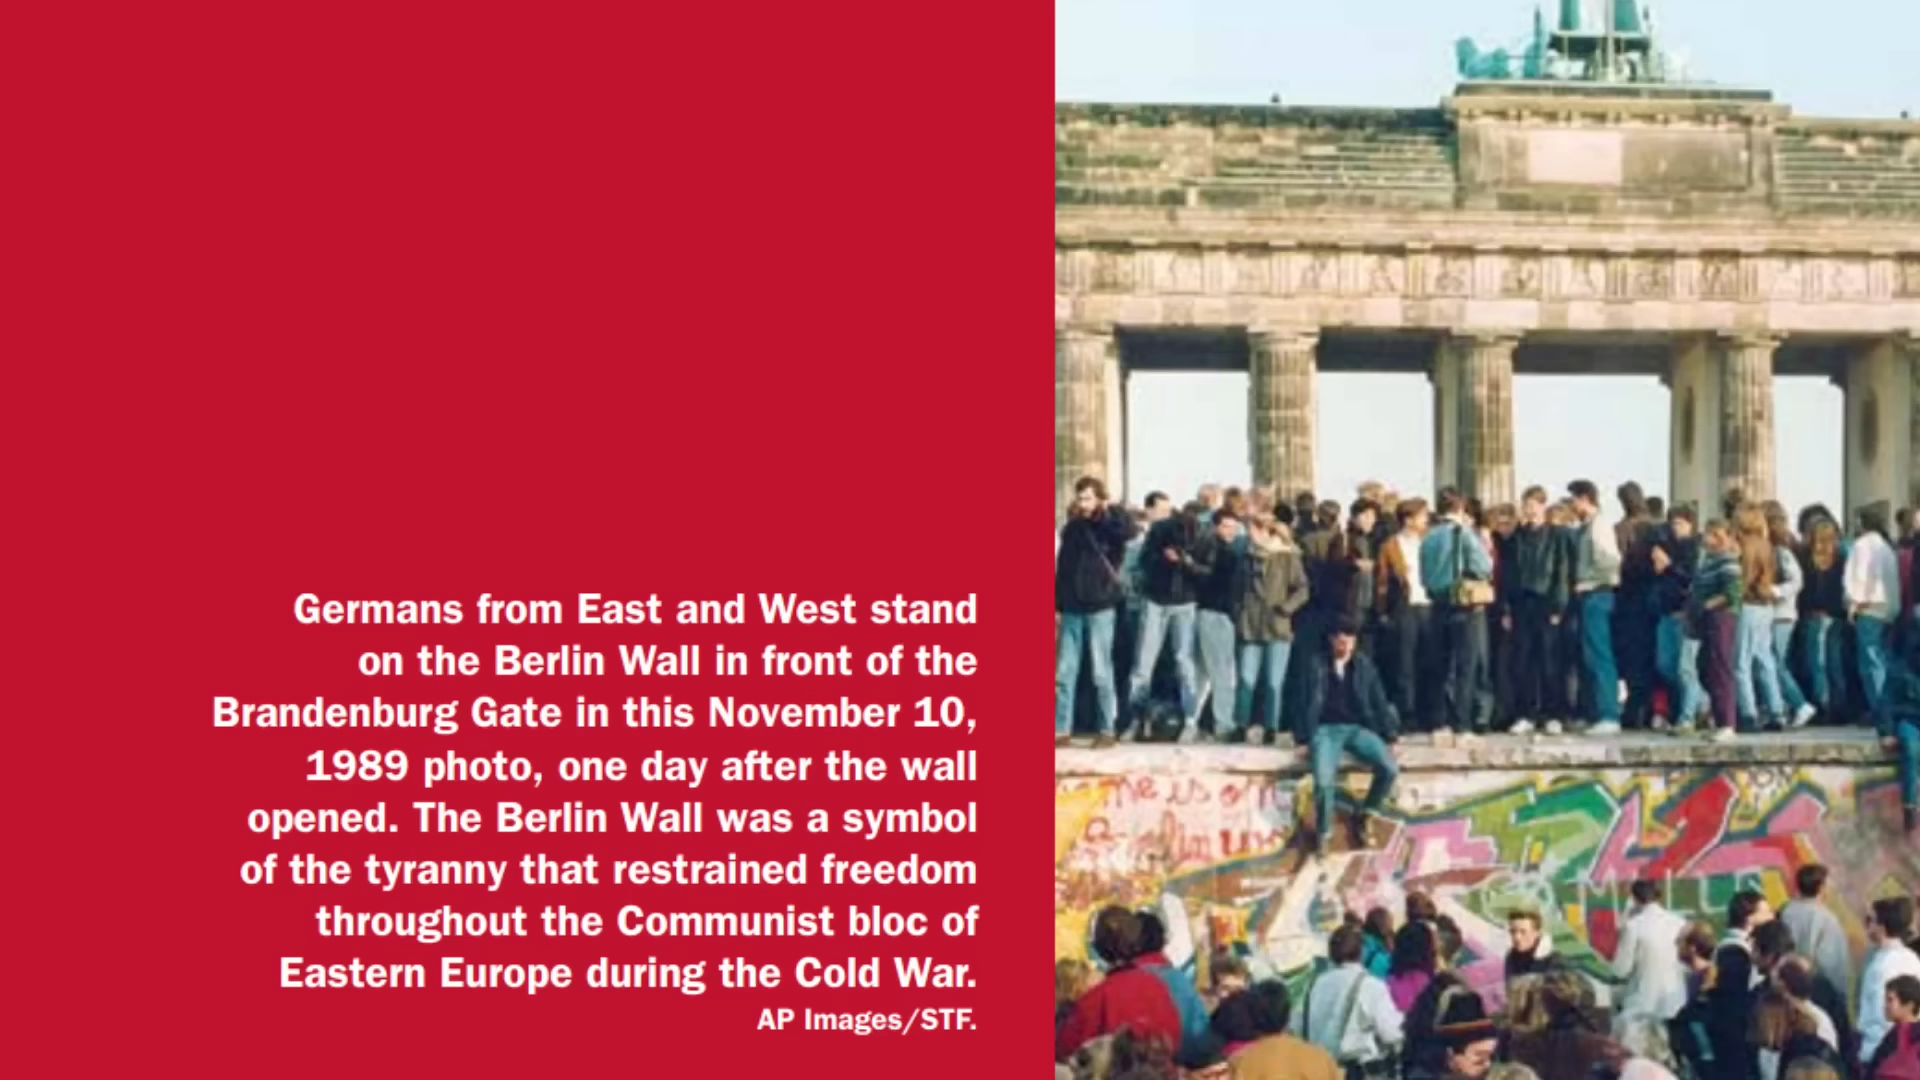 Germans from East and West stand
on the Berlin Wall in front of the
Brandenburg Gate in this November 10,
1989 photo, one day after the wall
opened. The Berlin Wall was a symbol
of the tyranny that restrained freedom
throughout the Communist bloc of
Eastern Europe during the Cold War.
AP Images/STF.